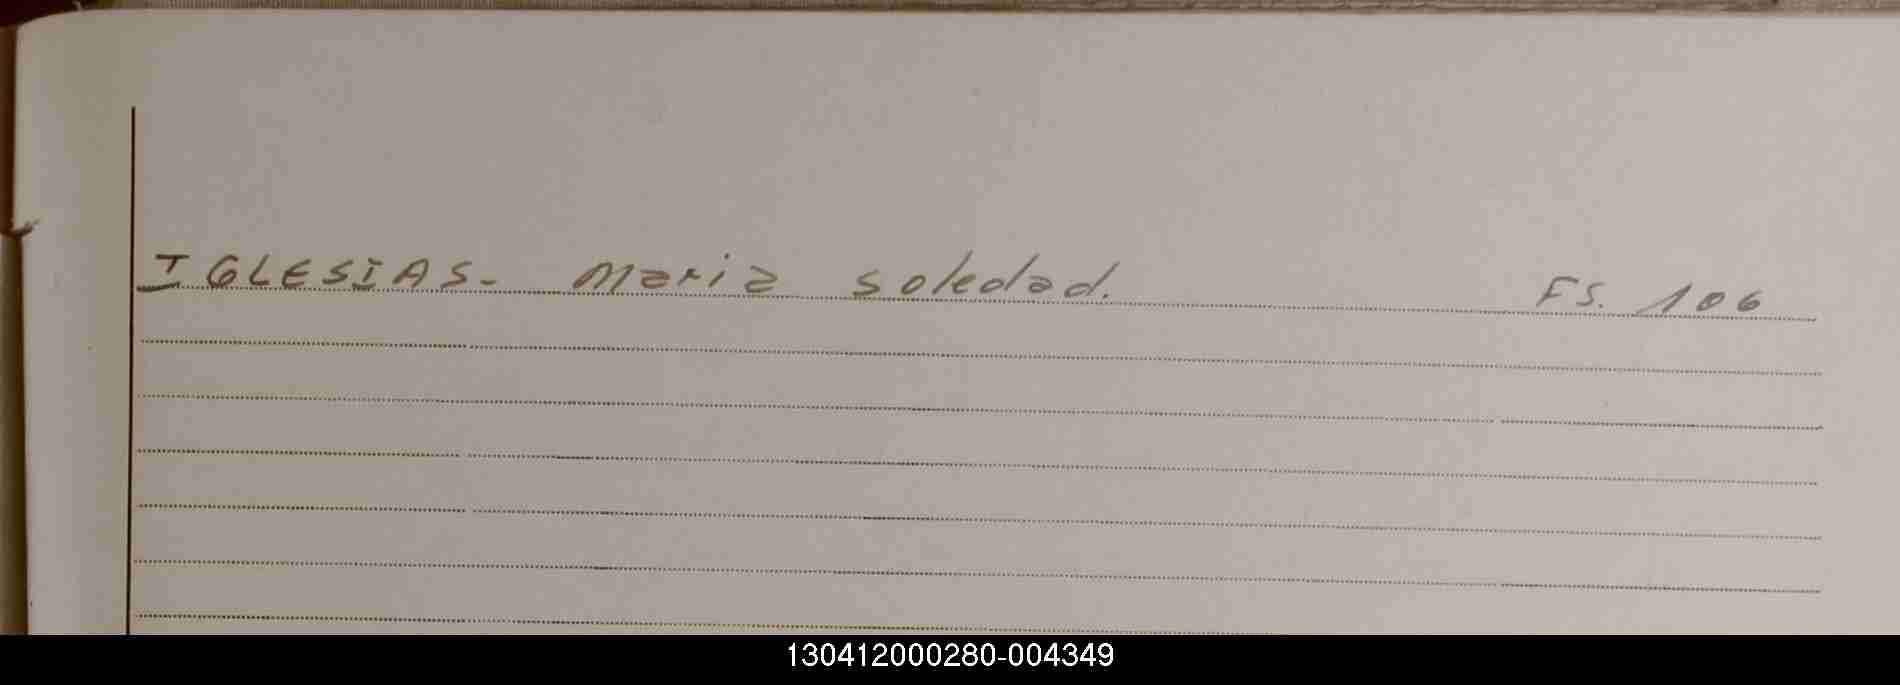 IGLESIAS- Maria soledad. FS. 106
130412000280-004349